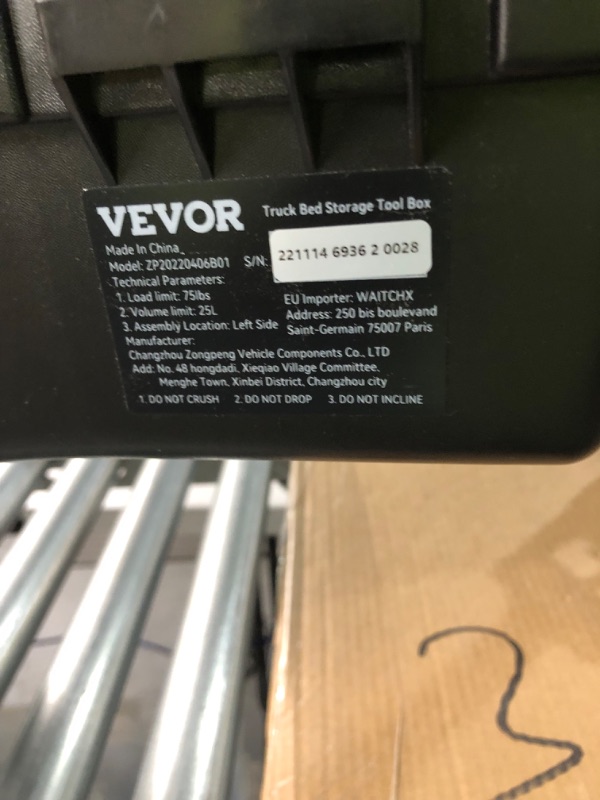 VEVOR Truck Bed Storage Tool Box
Made In China
Model: ZP20220406B01 S/N: 221114 6936 2 0028
Technical Parameters:
1. Load limit: 75lbs
2. Volume limit: 25L
3. Assembly Location: Left Side
EU Importer: WAITCHX
Address: 250 bis boulevand
Saint-Germain 75007 Paris
Manufacturer:
Changzhou Zongpeng Vehicle Components Co., LTD
Add: No. 48 hongdadi, Xieqiao Village Committee,
Menghe Town, Xinbei District, Changzhou city
1. DO NOT CRUSH 2. DO NOT DROP 3. DO NOT INCLINE
3